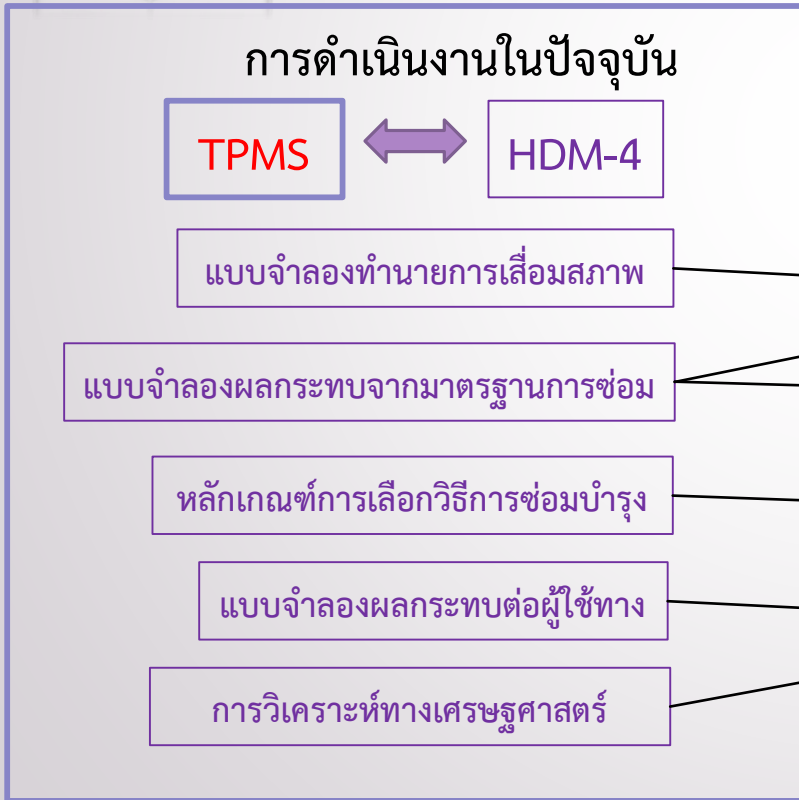 การดำเนินงานในปัจจุบัน
TPMS
HDM-4
แบบจำลองทำนายการเสื่อมสภาพ
แบบจำลองผลกระทบจากมาตรฐานการซ่อม
หลักเกณฑ์การเลือกวิธีการซ่อมบำรุง
แบบจำลองผลกระทบต่อผู้ใช้ทาง
การวิเคราะห์ทางเศรษฐศาสตร์